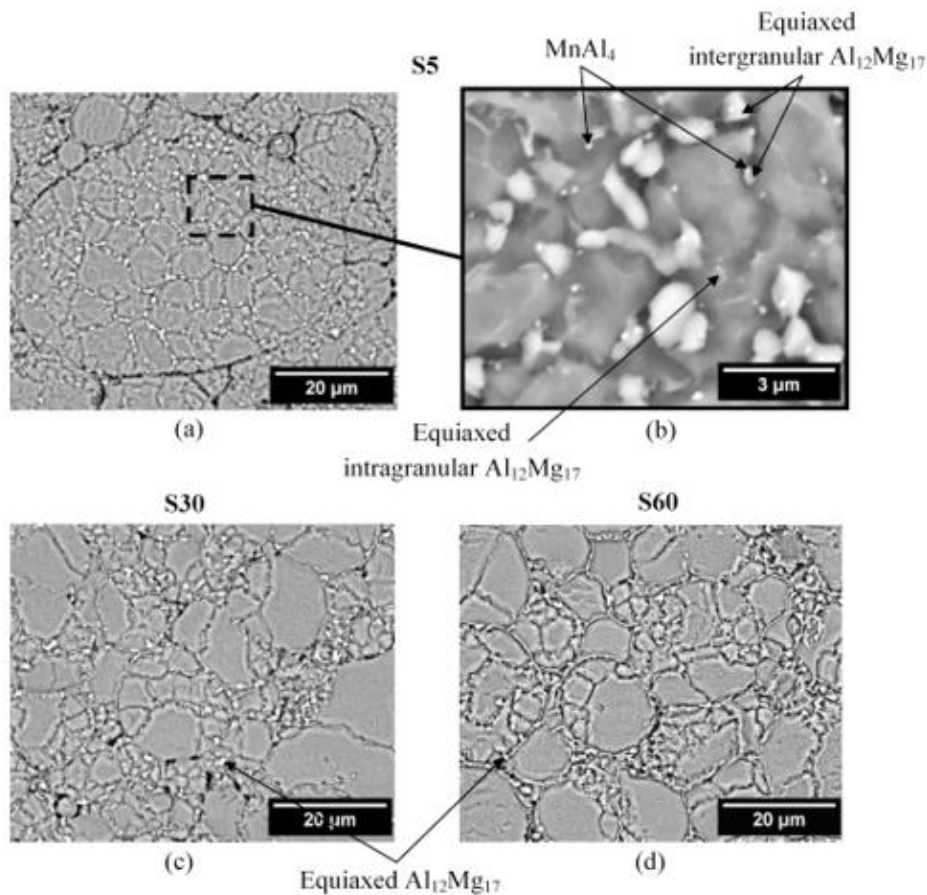 Equiaxed
MnAl₄
intergranular Al₁₂Mg₁₇
S5
20 µm
3 µm
(a)
(b)
Equiaxed
intragranular Al₁₂Mg₁₇
S30
S60
20 µm
20 µm
(c)
(d)
Equiaxed Al₁₂Mg₁₇